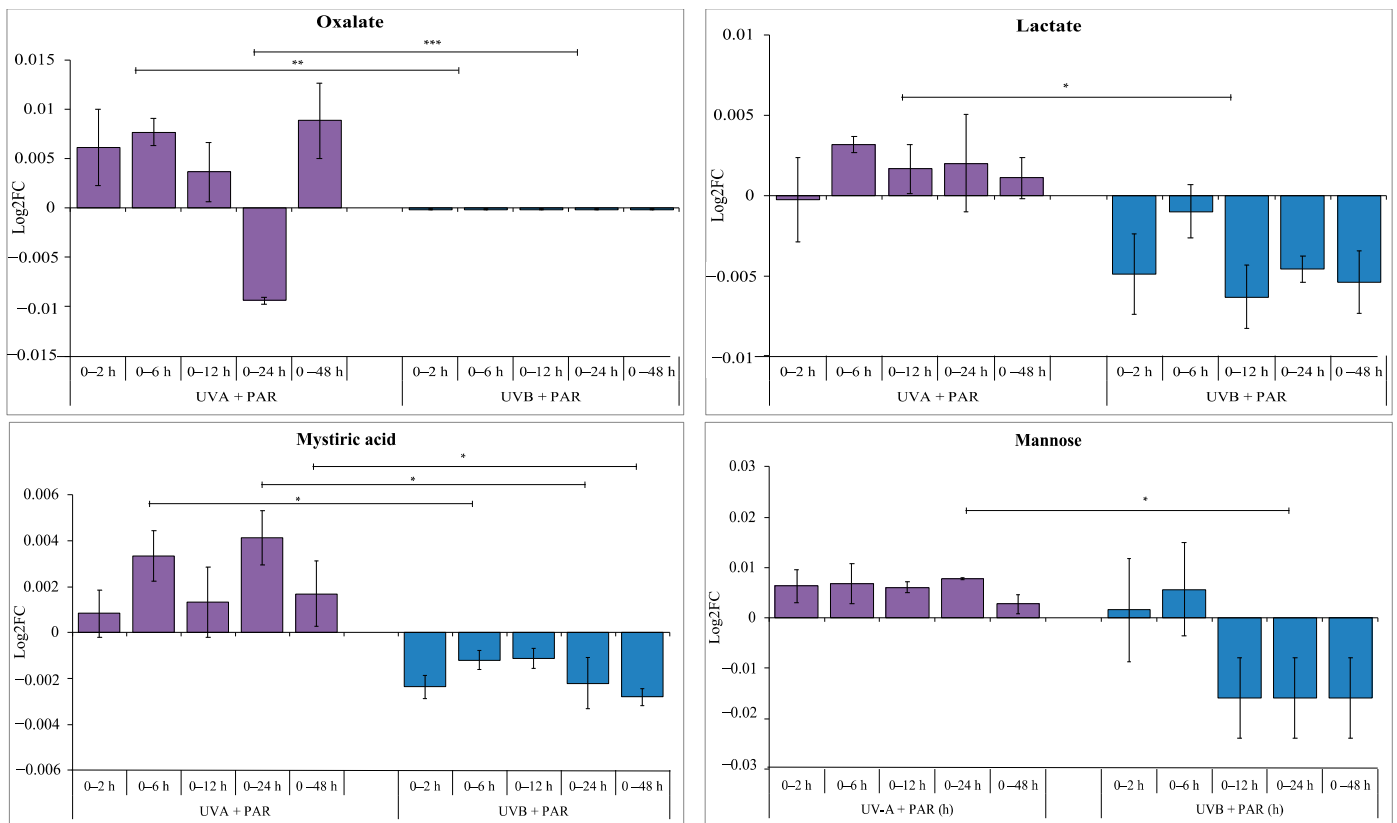 Oxalate
***
**
0.015
0.01
0.005
0
−0.005
−0.01
−0.015
Log2FC
0–2 h 0–6 h 0–12 h 0–24 h 0 –48 h 0–2 h 0–6 h 0–12 h 0–24 h 0 –48 h
UVA + PAR UVB + PAR
Lactate
*
0.01
0.005
0
−0.005
−0.01
Log2FC
0–2 h 0–6 h 0–12 h 0–24 h 0 –48 h 0–2 h 0–6 h 0–12 h 0–24 h 0 –48 h
UVA + PAR UVB + PAR
Mystiric acid
*
*
*
0.006
0.004
0.002
0
−0.002
−0.004
−0.006
Log2FC
0–2 h 0–6 h 0–12 h 0–24 h 0 –48 h 0–2 h 0–6 h 0–12 h 0–24 h 0 –48 h
UVA + PAR UVB + PAR
Mannose
*
0.03
0.02
0.01
0
−0.01
−0.02
−0.03
Log2FC
0–2 h 0–6 h 0–12 h 0–24 h 0 –48 h 0–2 h 0–6 h 0–12 h 0–24 h 0 –48 h
UV-A + PAR (h) UVB + PAR (h)